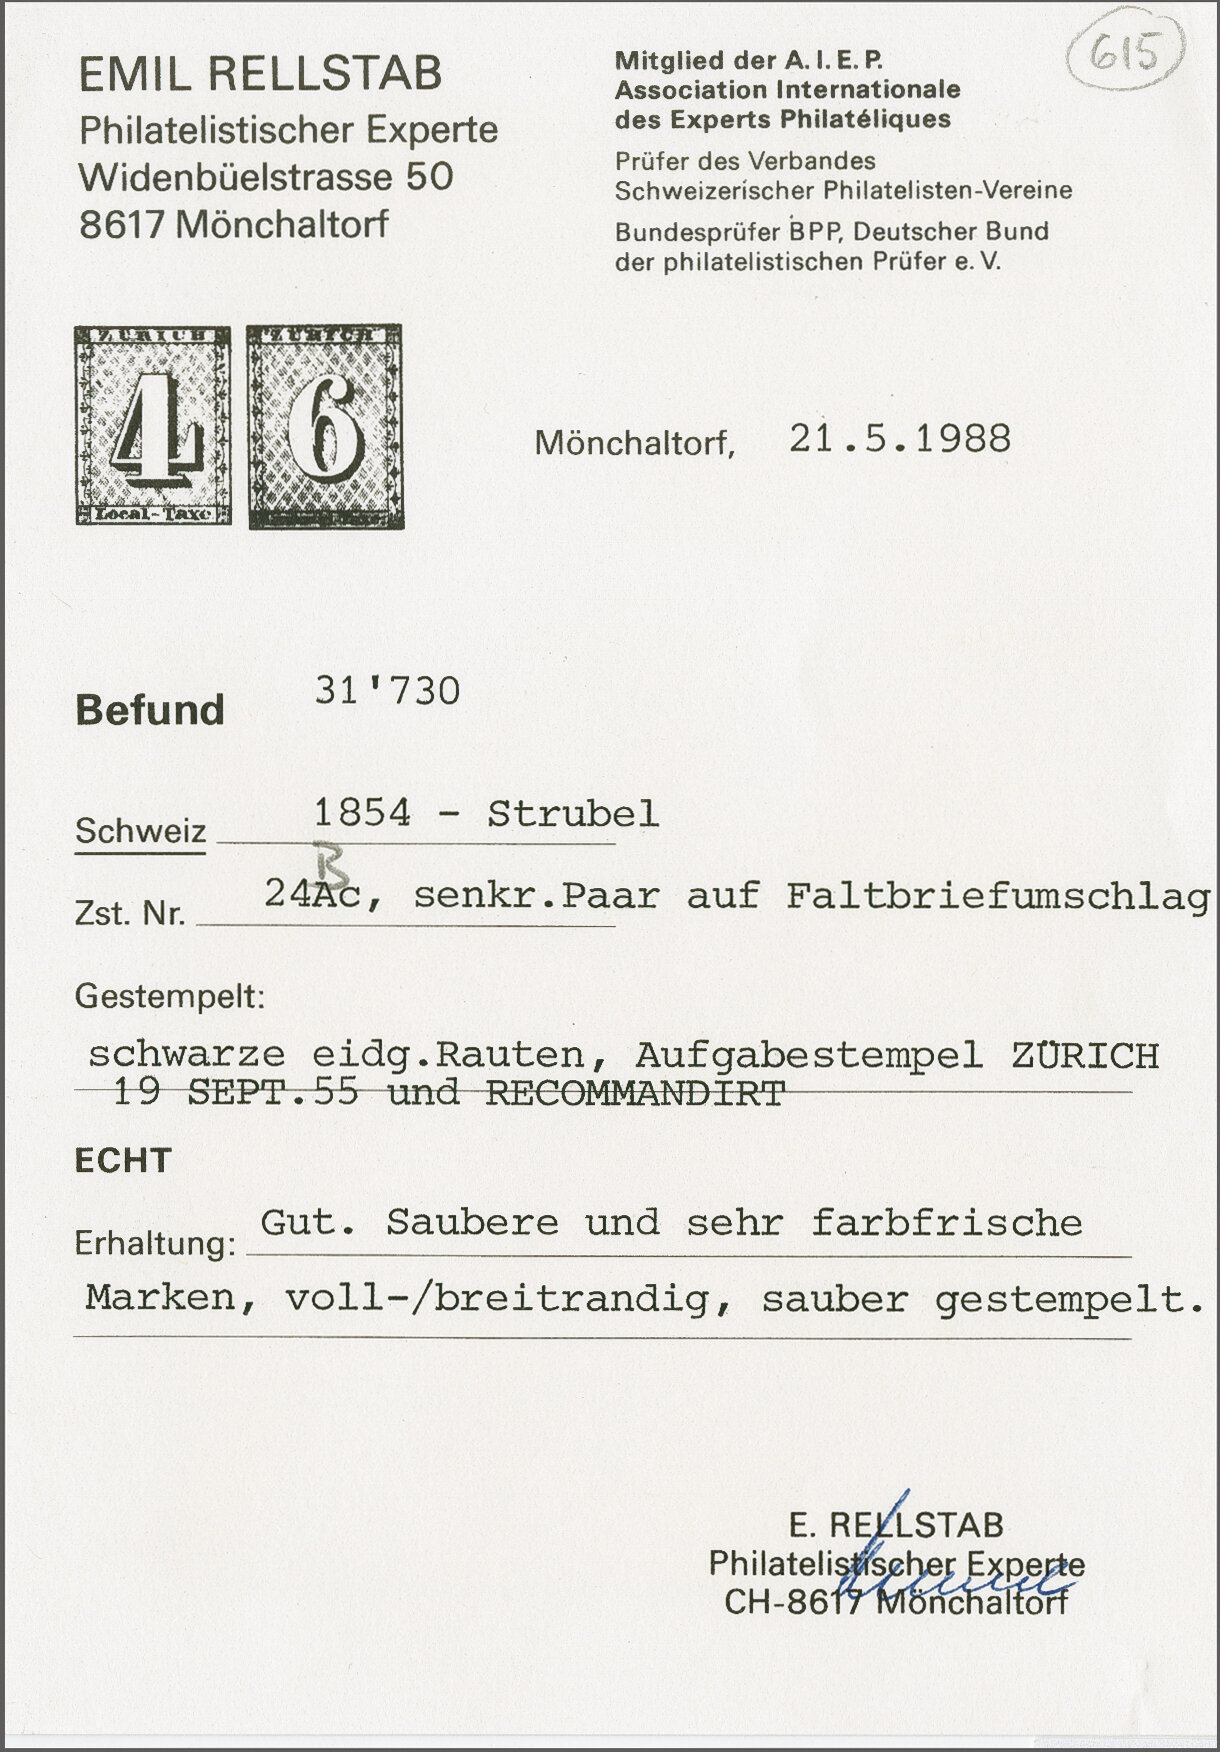 615
EMIL RELLSTAB
Philatelistischer Experte
Widenbüelstrasse 50
8617 Mönchaltorf
Mitglied der A. I. E. P.
Association Internationale
des Experts Philatéliques
Prüfer des Verbandes
Schweizerischer Philatelisten-Vereine
Bundesprüfer BPP, Deutscher Bund
der philatelistischen Prüfer e. V.
ZÜRICH ZÜRICH
4 6
Local-Taxe
Mönchaltorf, 21.5.1988
Befund 31'730
Schweiz 1854 - Strubel
B
Zst. Nr. 24Ac, senkr.Paar auf Faltbriefumschlag
Gestempelt:
schwarze eidg.Rauten, Aufgabestempel ZÜRICH
19 SEPT.55 und RECOMMANDIRT
ECHT
Erhaltung: Gut. Saubere und sehr farbfrische
Marken, voll-/breitrandig, sauber gestempelt.
E. RELLSTAB
Philatelistischer Experte
CH-8617 Mönchaltorf